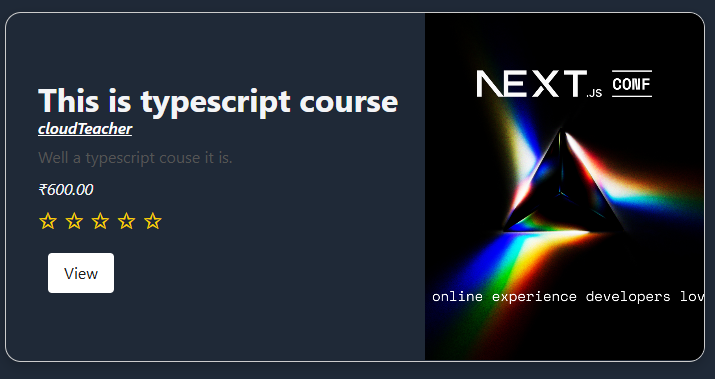 This is typescript course
cloudTeacher
Well a typescript couse it is.
₹600.00
View
NEXT.JS CONF
online experience developers lov